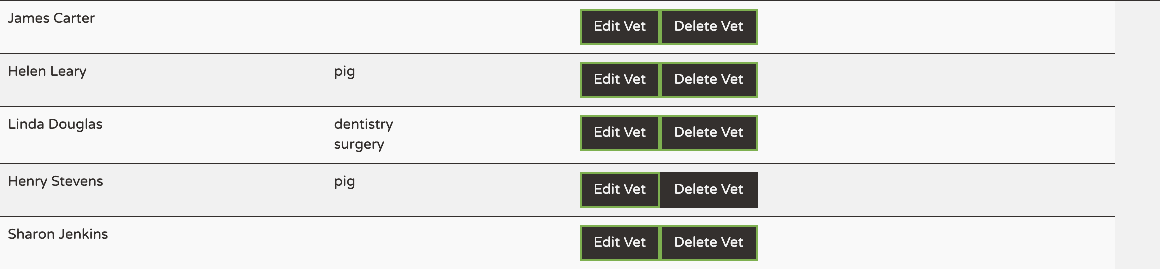 James Carter Edit Vet Delete Vet
Helen Leary pig Edit Vet Delete Vet
Linda Douglas dentistry Edit Vet Delete Vet
surgery
Henry Stevens pig Edit Vet Delete Vet
Sharon Jenkins Edit Vet Delete Vet